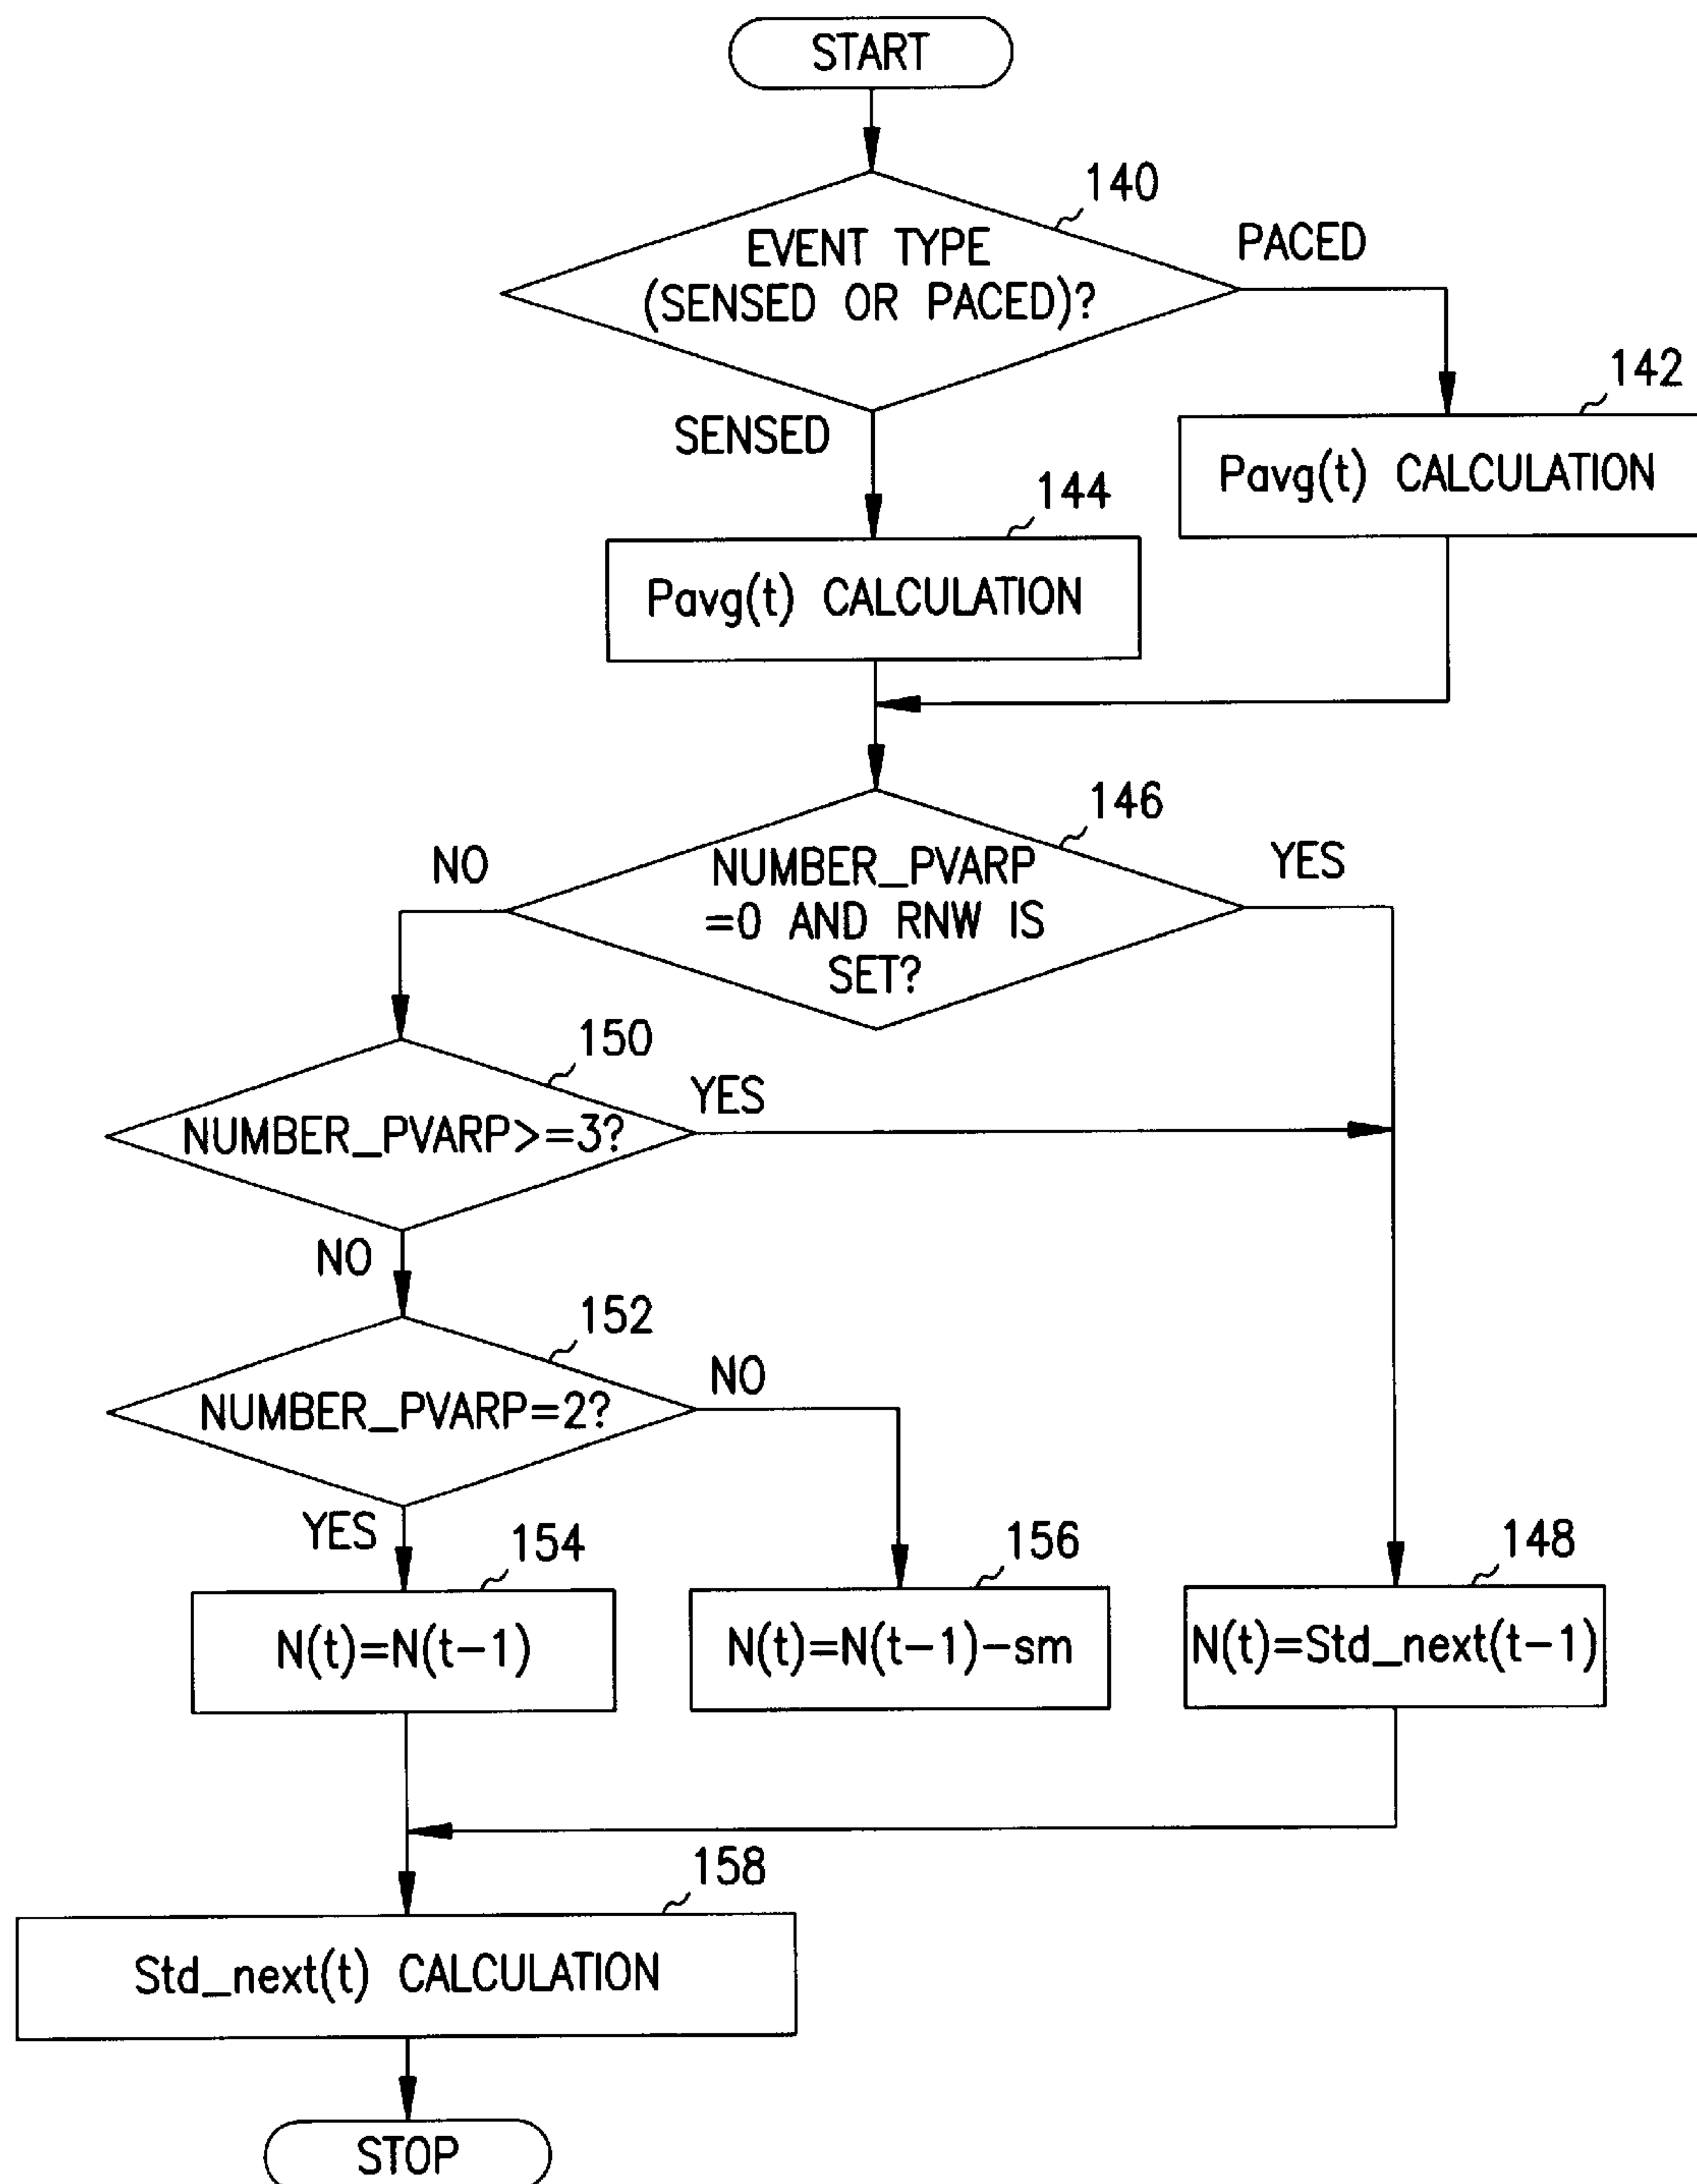 START
140
EVENT TYPE
(SENSED OR PACED)?
PACED
SENSED
142
Pavg(t) CALCULATION
144
Pavg(t) CALCULATION
146
NUMBER_PVARP
=0 AND RNW IS
SET?
NO
YES
150
NUMBER_PVARP>=3?
YES
NO
152
NUMBER_PVARP=2?
NO
YES
154
N(t)=N(t-1)
156
N(t)=N(t-1)-sm
148
N(t)=Std_next(t-1)
158
Std_next(t) CALCULATION
STOP